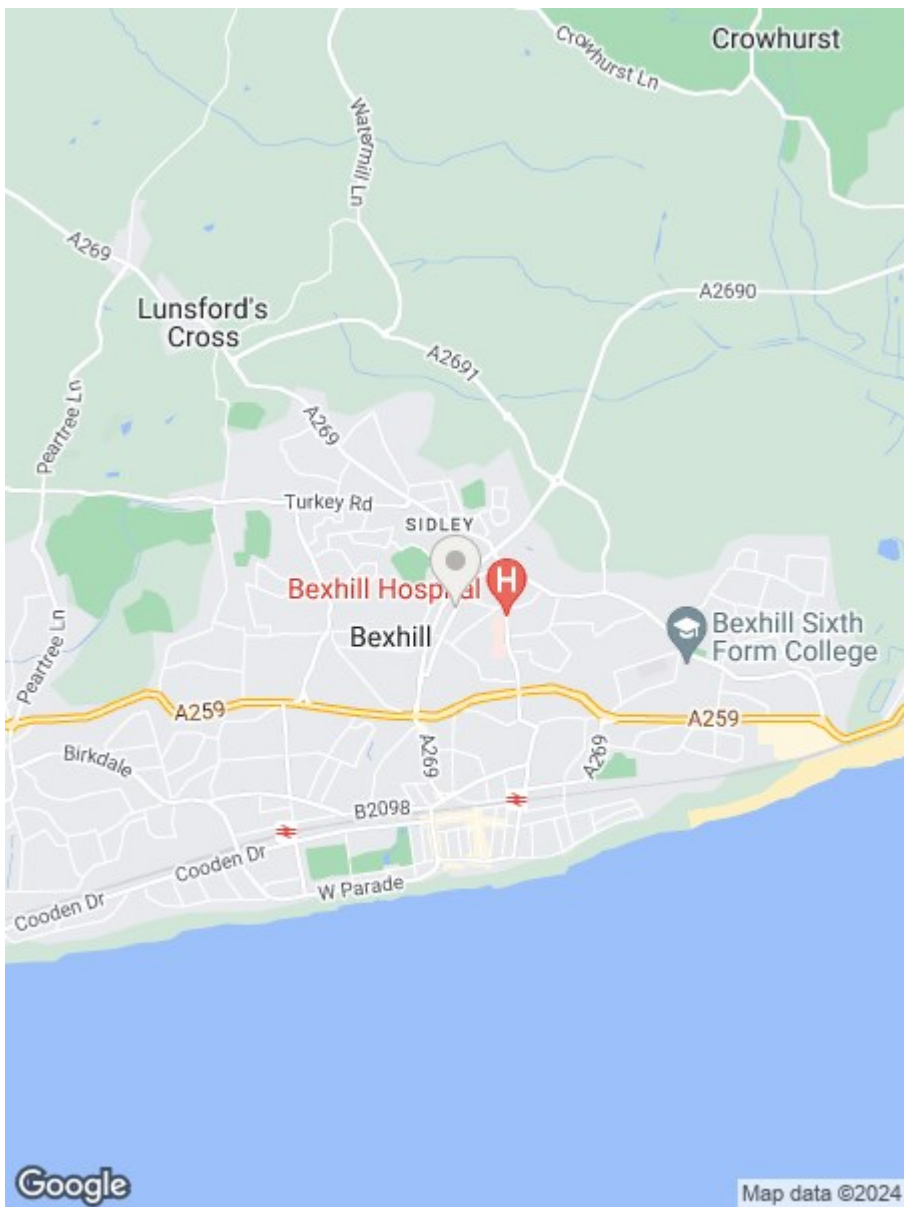 Crowhurst
Crowhurst Ln
Watermill Ln
A269
A2690
Lunsford's
Cross
A2691
Peartree Ln
A269
Turkey Rd
SIDLEY
Bexhill Hospital
H
Bexhill
Bexhill Sixth
Form College
Peartree Ln
A259
A259
Birkdale
A269
A269
B2098
Cooden Dr
W Parade
Cooden Dr
Google
Map data ©2024